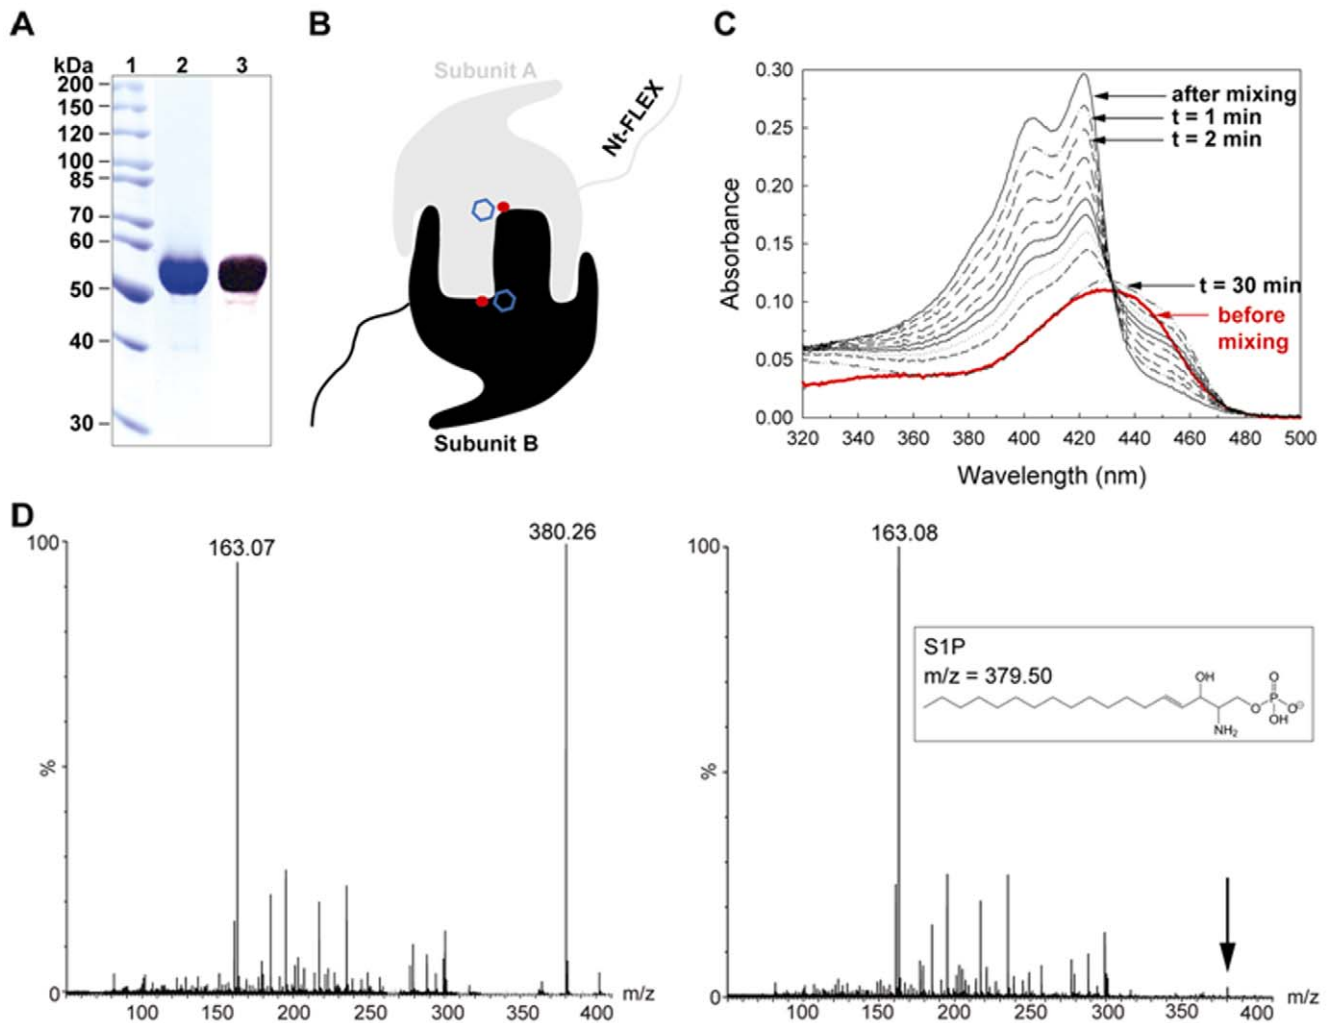 A
B
C
kDa
1 2 3
200
150
120
100
85
70
60
50
40
30
Subunit A
Nt-FLEX
Subunit B
Absorbance
0.30
0.25
0.20
0.15
0.10
0.05
0.00
after mixing
t = 1 min
t = 2 min
t = 30 min
before
mixing
320 340 360 380 400 420 440 460 480 500
Wavelength (nm)
D
100
%
0
163.07
380.26
100 150 200 250 300 350 400
m/z
100
%
0
163.08
S1P
m/z = 379.50
OH
O
O
P
O⊖
OH
NH₂
100 150 200 250 300 350 400
m/z